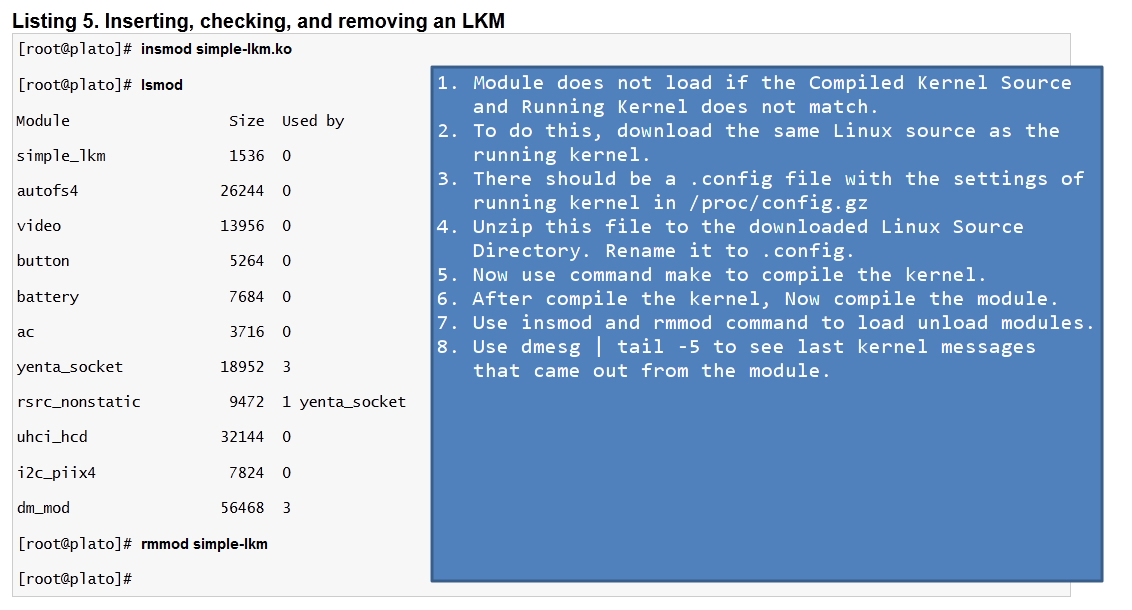 Listing 5. Inserting, checking, and removing an LKM
[root@plato]# insmod simple-lkm.ko
[root@plato]# lsmod
Module Size Used by
simple_lkm 1536 0
autofs4 26244 0
video 13956 0
button 5264 0
battery 7684 0
ac 3716 0
yenta_socket 18952 3
rsrc_nonstatic 9472 1 yenta_socket
uhci_hcd 32144 0
i2c_piix4 7824 0
dm_mod 56468 3
[root@plato]# rmmod simple-lkm
[root@plato]#
1. Module does not load if the Compiled Kernel Source
and Running Kernel does not match.
2. To do this, download the same Linux source as the
running kernel.
3. There should be a .config file with the settings of
running kernel in /proc/config.gz
4. Unzip this file to the downloaded Linux Source
Directory. Rename it to .config.
5. Now use command make to compile the kernel.
6. After compile the kernel, Now compile the module.
7. Use insmod and rmmod command to load unload modules.
8. Use dmesg | tail -5 to see last kernel messages
that came out from the module.